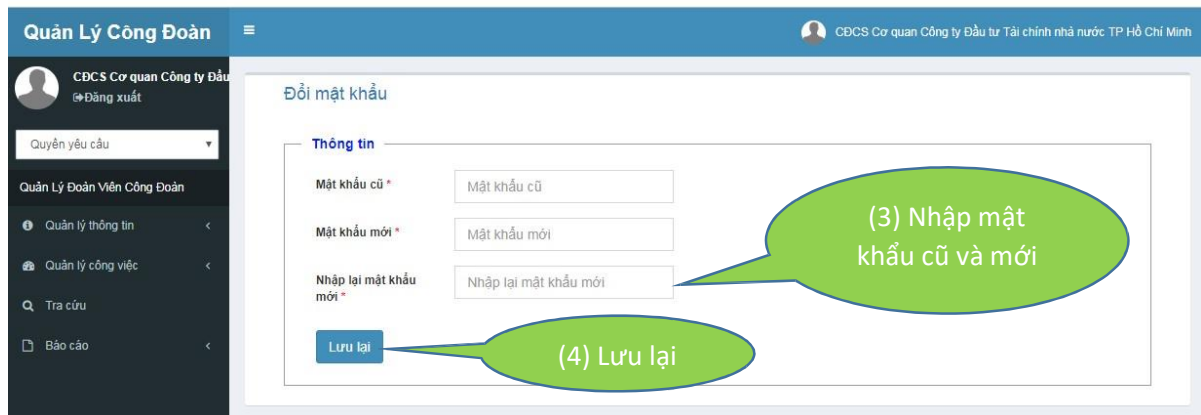 Quản Lý Công Đoàn
CĐCS Cơ quan Công ty Đầu tư Tài chính nhà nước TP Hồ Chí Minh
CĐCS Cơ quan Công ty Đầu
Đăng xuất
Quyền yêu cầu
Quản Lý Đoàn Viên Công Đoàn
Quản lý thông tin
Quản lý công việc
Tra cứu
Báo cáo
Đổi mật khẩu
Thông tin
Mật khẩu cũ *
Mật khẩu cũ
Mật khẩu mới *
Mật khẩu mới
Nhập lại mật khẩu
mới *
Nhập lại mật khẩu mới
(3) Nhập mật
khẩu cũ và mới
Lưu lại
(4) Lưu lại